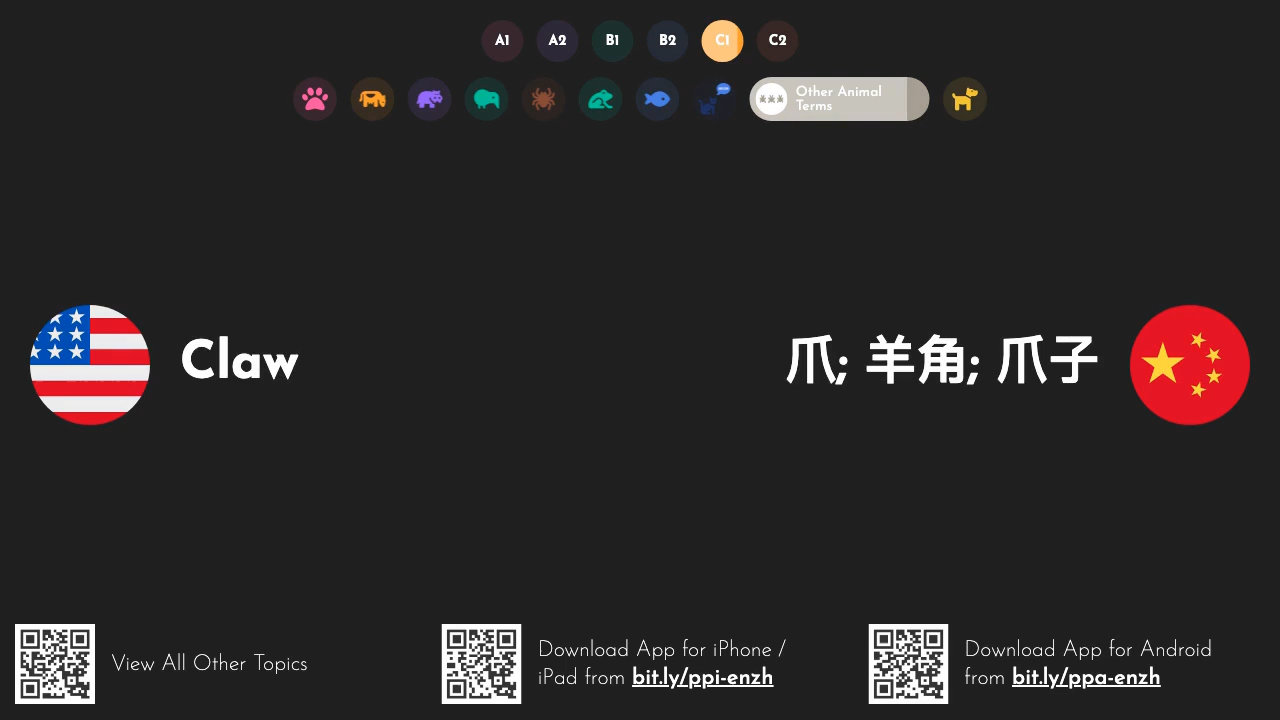 A1 A2 B1 B2 C1 C2
Other Animal
Terms
Claw
爪; 羊角; 爪子
View All Other Topics
Download App for iPhone /
iPad from bit.ly/ppi-enzh
Download App for Android
from bit.ly/ppa-enzh